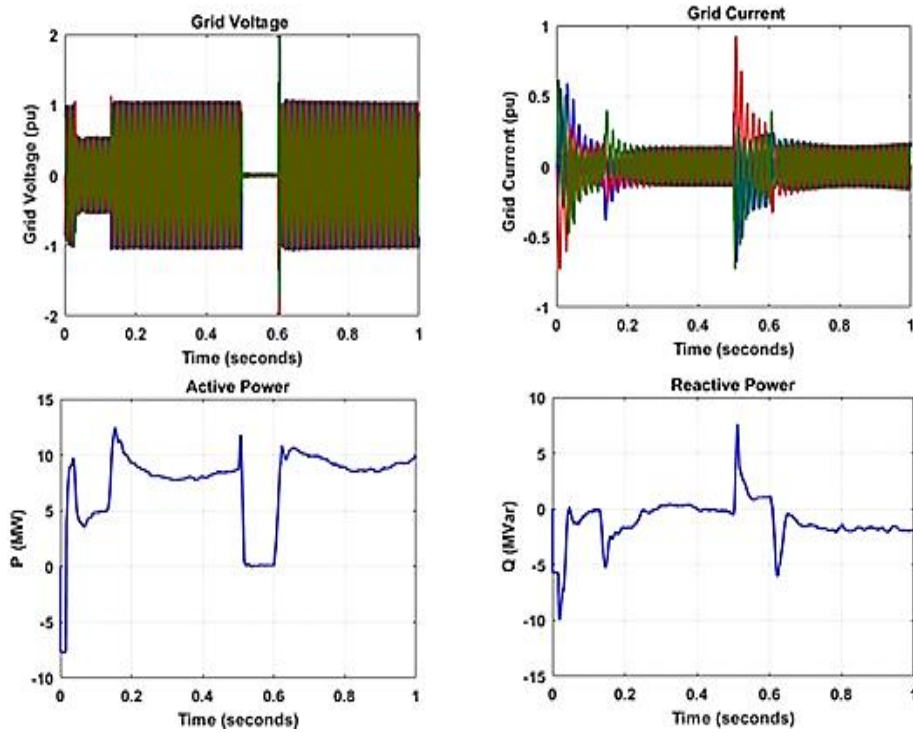 Grid Voltage
Grid Voltage (pu)
2
1
0
-1
-2
0 0.2 0.4 0.6 0.8 1
Time (seconds)
Grid Current
Grid Current (pu)
1
0.5
0
-0.5
-1
0 0.2 0.4 0.6 0.8 1
Time (seconds)
Active Power
P (MW)
15
10
5
0
-5
-10
0 0.2 0.4 0.6 0.8 1
Time (seconds)
Reactive Power
Q (MVar)
10
5
0
-5
-10
-15
0 0.2 0.4 0.6 0.8 1
Time (seconds)